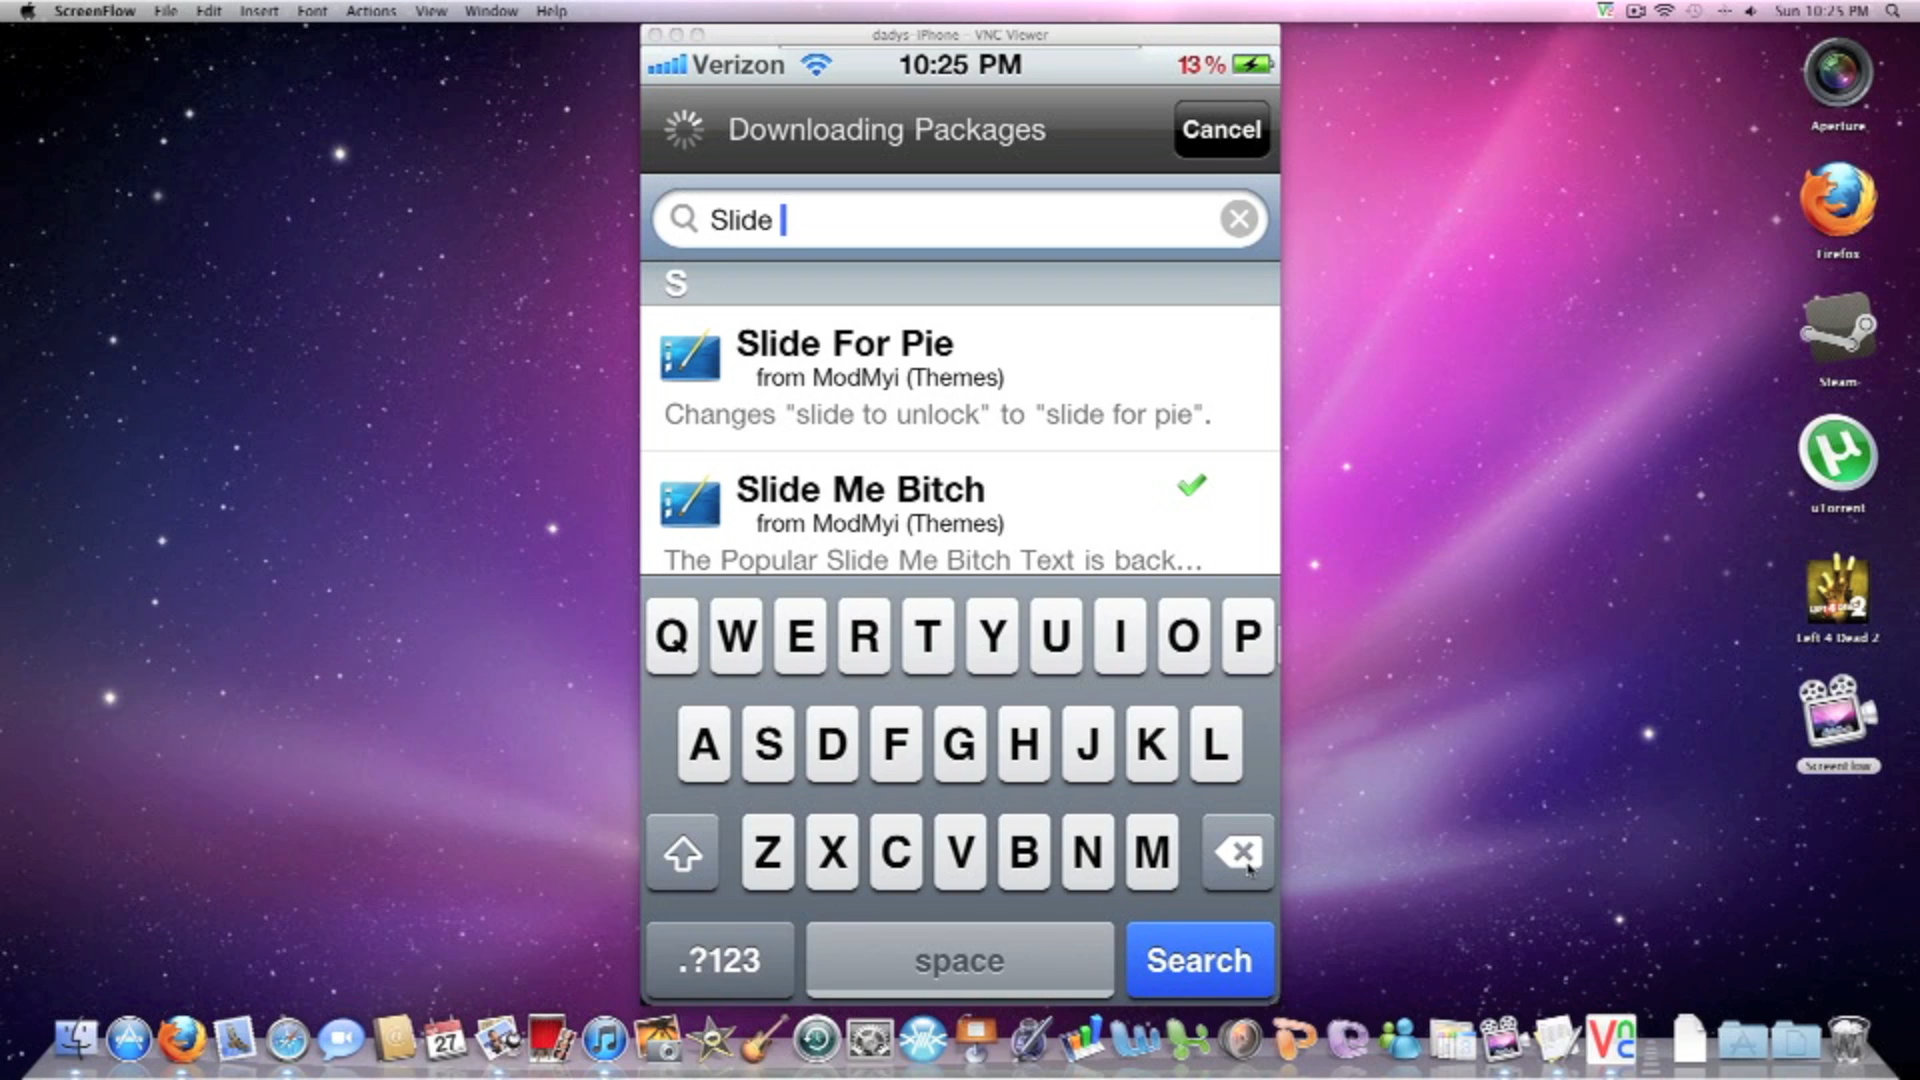 ScreenFlow File Edit Insert Font Actions View Window Help
Sun 10:25 PM
dadys-iPhone - VNC Viewer
Verizon 10:25 PM 13%
Downloading Packages Cancel
Slide
S
Slide For Pie
from ModMyi (Themes)
Changes "slide to unlock" to "slide for pie".
Slide Me Bitch
from ModMyi (Themes)
The Popular Slide Me Bitch Text is back...
Q W E R T Y U I O P
A S D F G H J K L
Z X C V B N M
.?123 space Search
Aperture
Firefox
Steam
uTorrent
Left 4 Dead 2
ScreenFlow
27